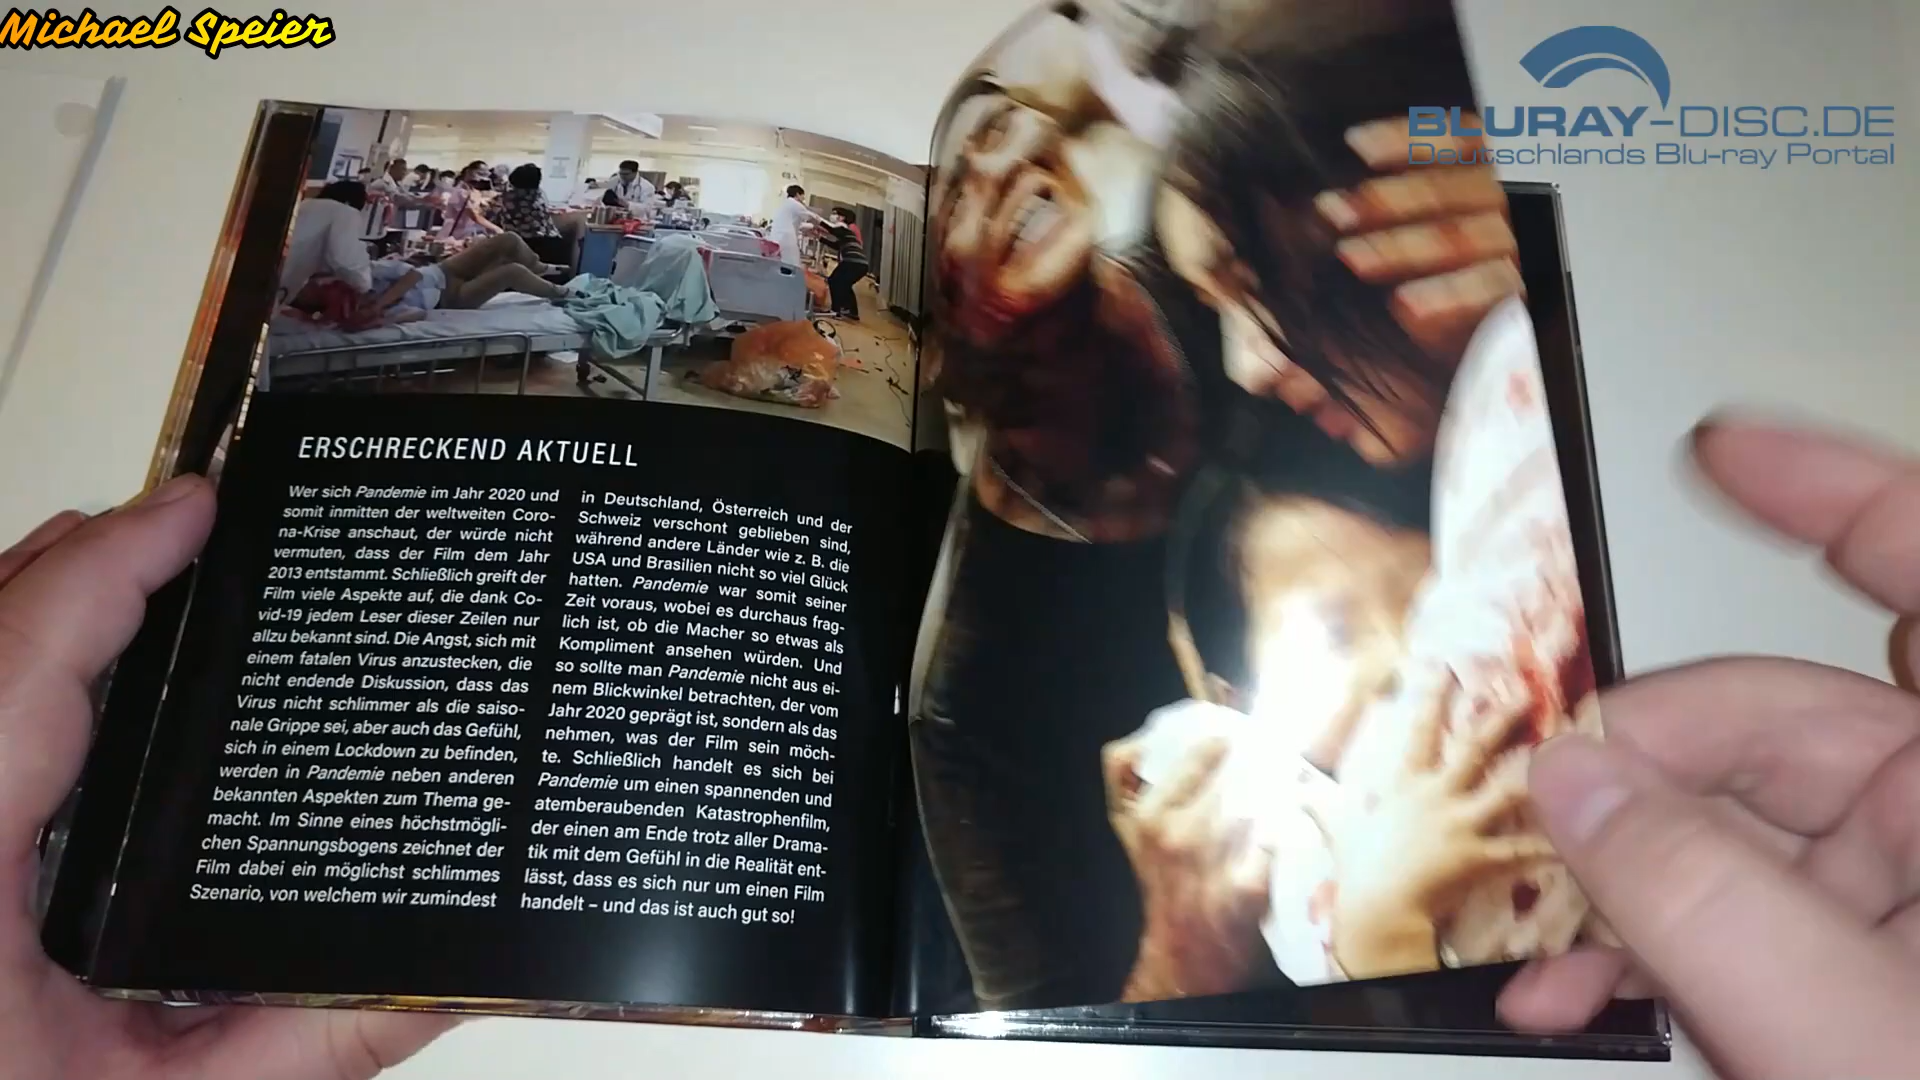 Michael Speier
BLURAY-DISC.DE
Deutschlands Blu-ray Portal
ERSCHRECKEND AKTUELL
Wer sich Pandemie im Jahr 2020 und
somit inmitten der weltweiten Coro-
na-Krise anschaut, der würde nicht
vermuten, dass der Film dem Jahr
2013 entstammt. Schließlich greift der
Film viele Aspekte auf, die dank Co-
vid-19 jedem Leser dieser Zeilen nur
allzu bekannt sind. Die Angst, sich mit
einem fatalen Virus anzustecken, die
nicht endende Diskussion, dass das
Virus nicht schlimmer als die saiso-
nale Grippe sei, aber auch das Gefühl,
sich in einem Lockdown zu befinden,
werden in Pandemie neben anderen
bekannten Aspekten zum Thema ge-
macht. Im Sinne eines höchstmögli-
chen Spannungsbogens zeichnet der
Film dabei ein möglichst schlimmes
Szenario, von welchem wir zumindest
in Deutschland, Österreich und der
Schweiz verschont geblieben sind,
während andere Länder wie z. B. die
USA und Brasilien nicht so viel Glück
hatten. Pandemie war somit seiner
Zeit voraus, wobei es durchaus frag-
lich ist, ob die Macher so etwas als
Kompliment ansehen würden. Und
so sollte man Pandemie nicht aus ei-
nem Blickwinkel betrachten, der vom
Jahr 2020 geprägt ist, sondern als das
nehmen, was der Film sein möch-
te. Schließlich handelt es sich bei
Pandemie um einen spannenden und
atemberaubenden Katastrophenfilm,
der einen am Ende trotz aller Drama-
tik mit dem Gefühl in die Realität ent-
lässt, dass es sich nur um einen Film
handelt – und das ist auch gut so!